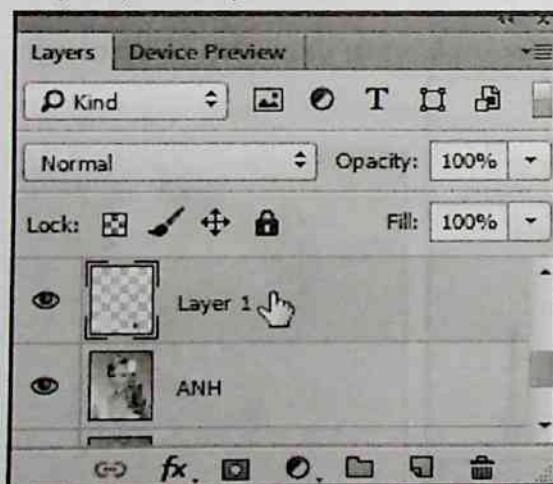 Layers Device Preview
Kind T
Normal Opacity: 100%
Lock: Fill: 100%
Layer 1
ANH
fx.